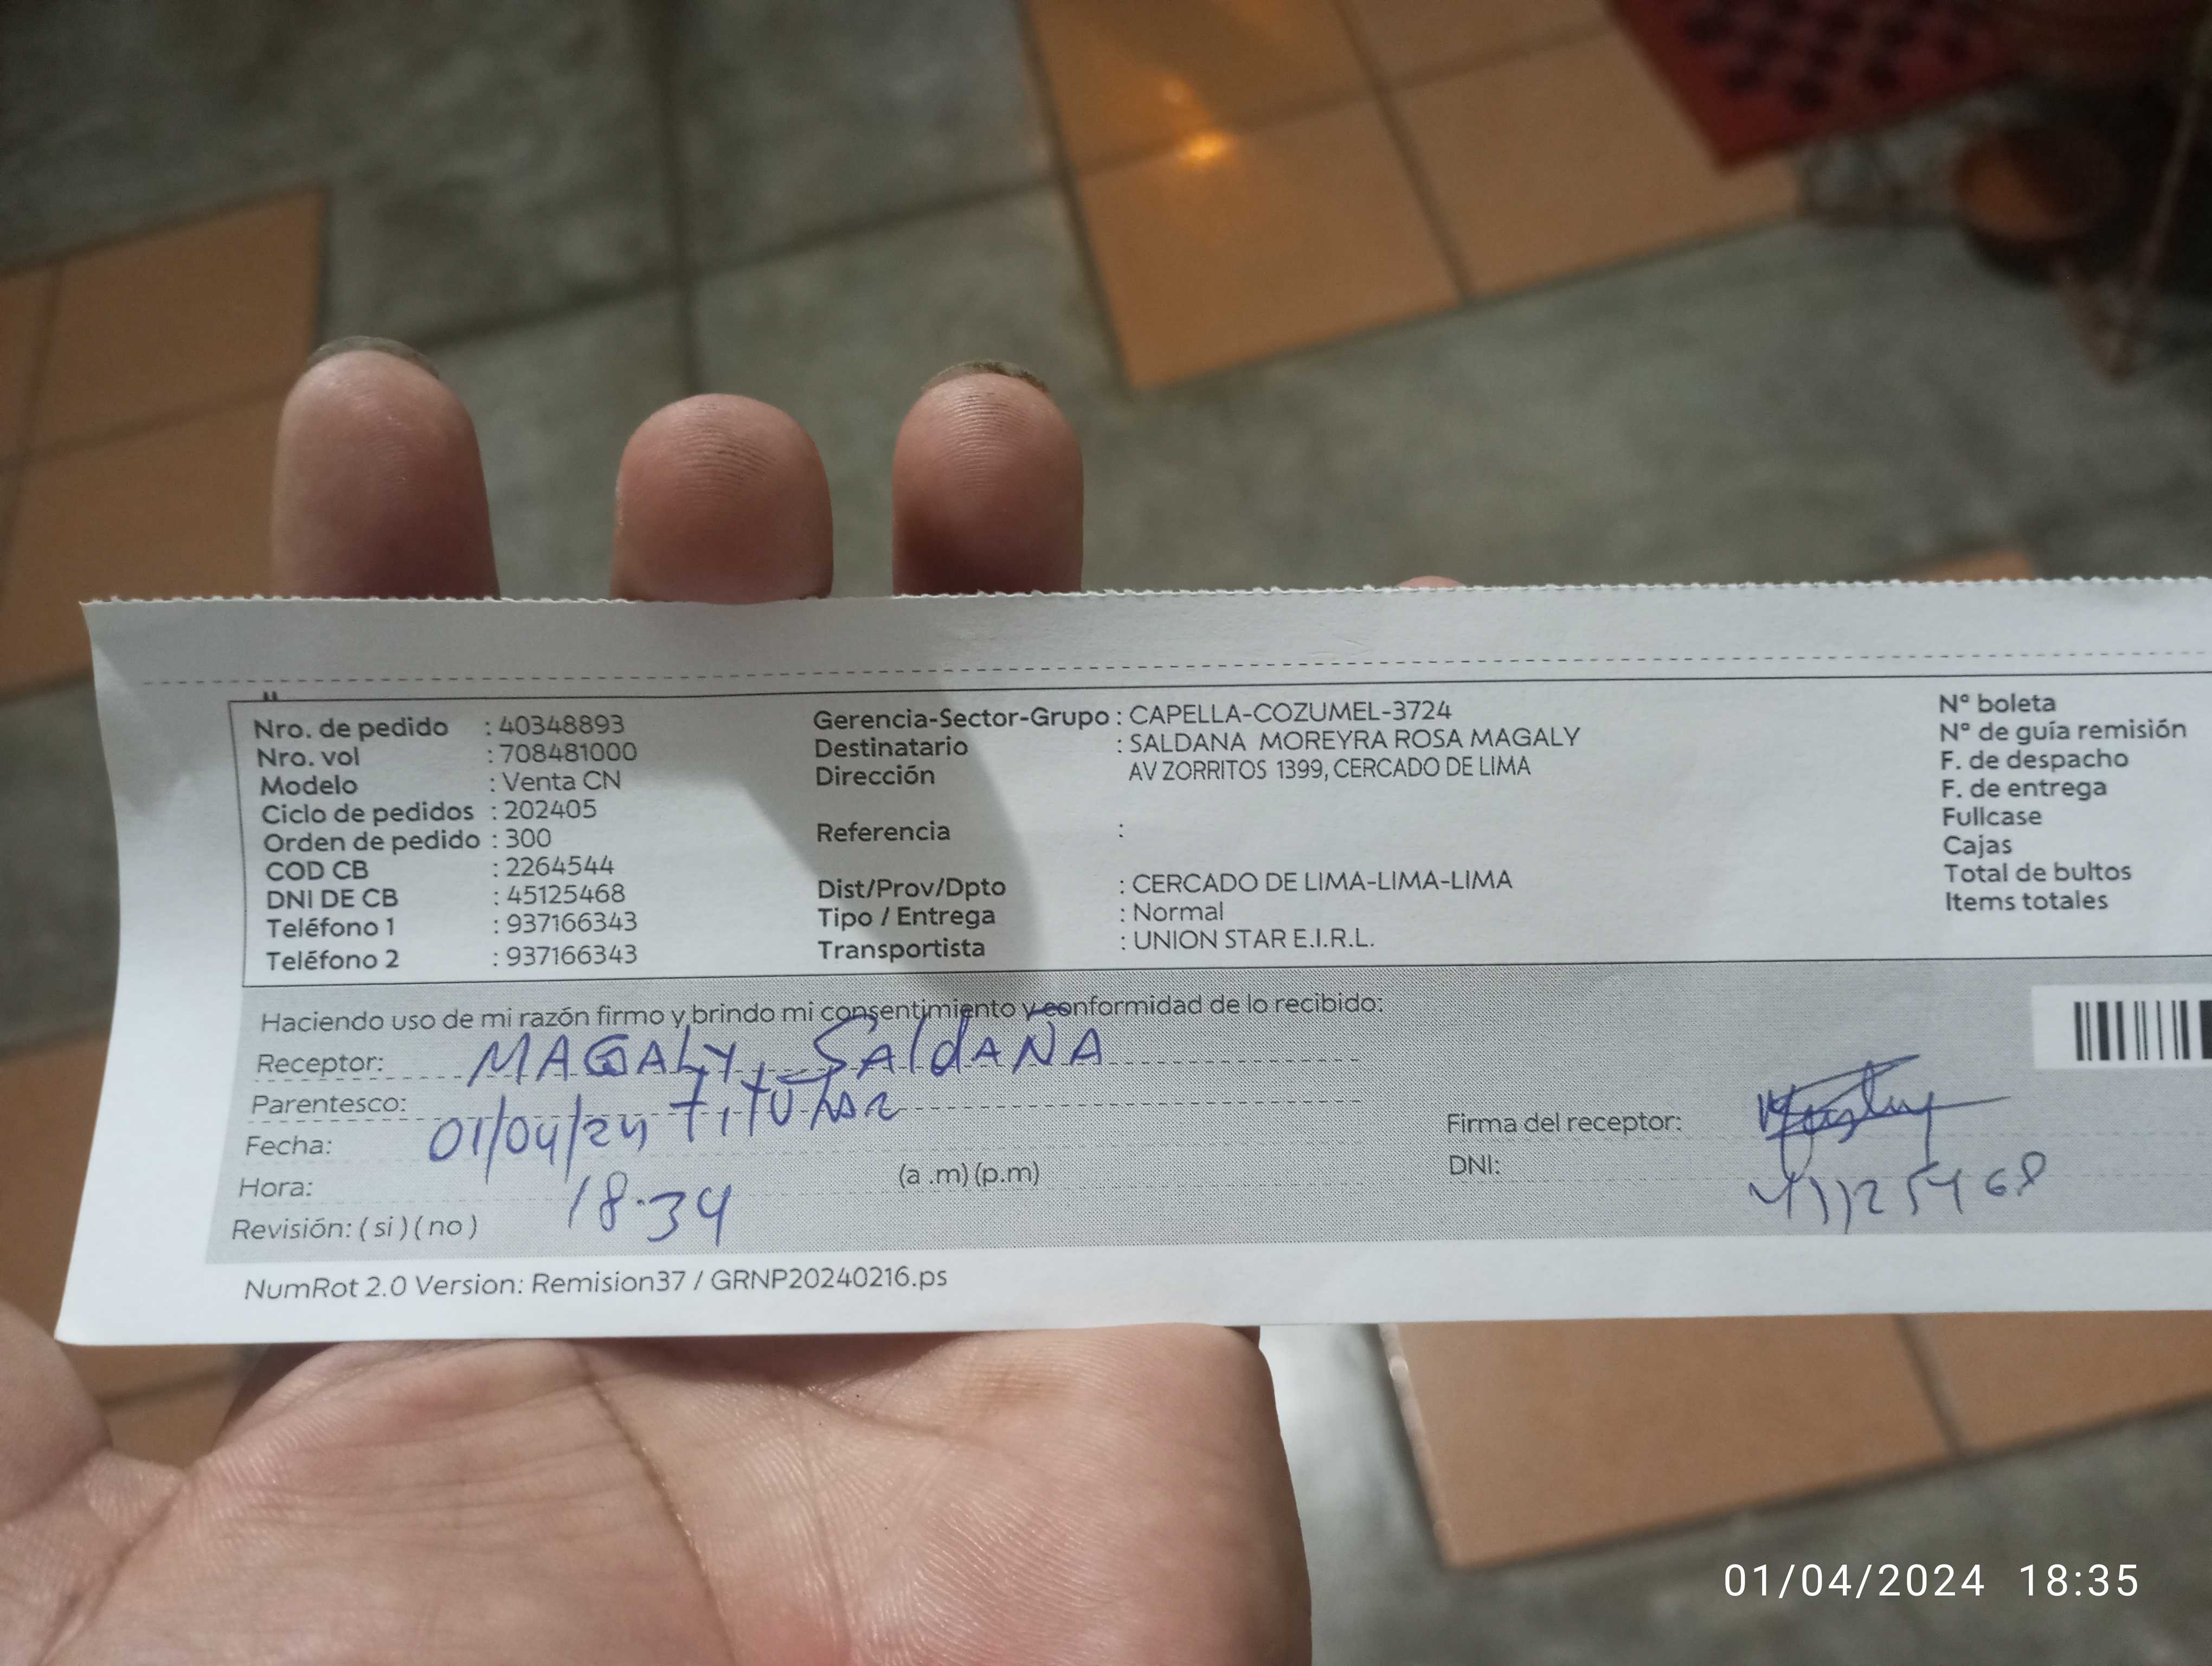 Nro. de pedido : 40348893
Nro. vol : 708481000
Modelo : Venta CN
Ciclo de pedidos : 202405
Orden de pedido : 300
COD CB : 2264544
DNI DE CB : 45125468
Teléfono 1 : 937166343
Teléfono 2 : 937166343
Gerencia-Sector-Grupo : CAPELLA-COZUMEL-3724
Destinatario : SALDANA MOREYRA ROSA MAGALY
Dirección AV ZORRITOS 1399, CERCADO DE LIMA
Referencia :
Dist/Prov/Dpto : CERCADO DE LIMA-LIMA-LIMA
Tipo / Entrega : Normal
Transportista : UNION STAR E.I.R.L.
N° boleta
N° de guía remisión
F. de despacho
F. de entrega
Fullcase
Cajas
Total de bultos
Items totales
Haciendo uso de mi razón firmo y brindo mi consentimiento y conformidad de lo recibido:
Receptor: MAGALY SALdAÑA
Parentesco: TITULAR
Fecha: 01/04/24
Hora: 18:34 (a .m) (p.m)
Revisión: ( si ) ( no )
Firma del receptor:
DNI: 45125468
NumRot 2.0 Version: Remision37 / GRNP20240216.ps
01/04/2024 18:35